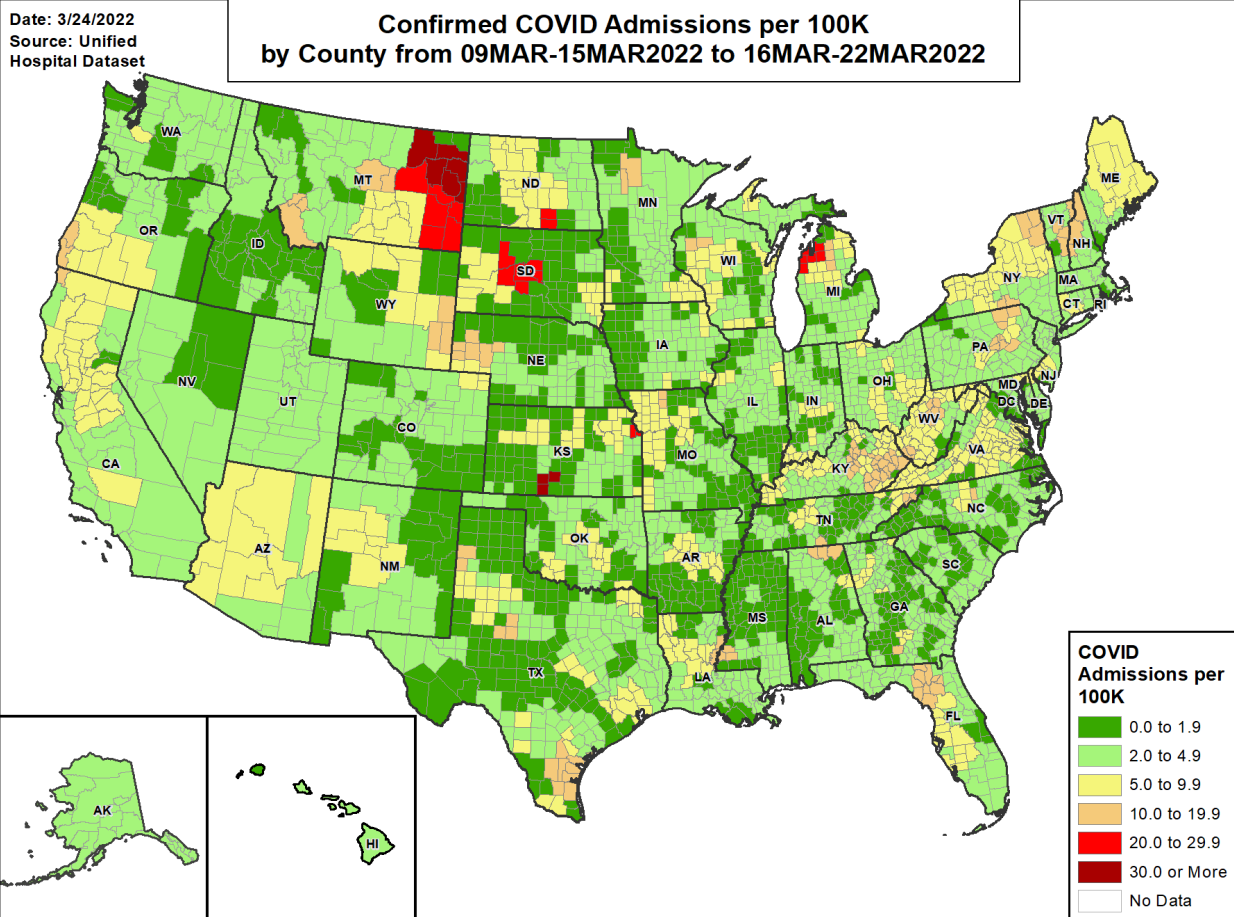 Date: 3/24/2022
Source: Unified
Hospital Dataset
Confirmed COVID Admissions per 100K
by County from 09MAR-15MAR2022 to 16MAR-22MAR2022
WA
MT
ND
MN
ME
OR
ID
SD
WI
VT
NH
NY
MI
MA
CT
RI
WY
IA
PA
NE
NV
UT
OH
NJ
MD
DC
DE
IL
IN
WV
CO
CA
KS
MO
KY
VA
AZ
NM
OK
AR
TN
NC
SC
MS
AL
GA
TX
LA
FL
AK
HI
COVID
Admissions per
100K
0.0 to 1.9
2.0 to 4.9
5.0 to 9.9
10.0 to 19.9
20.0 to 29.9
30.0 or More
No Data